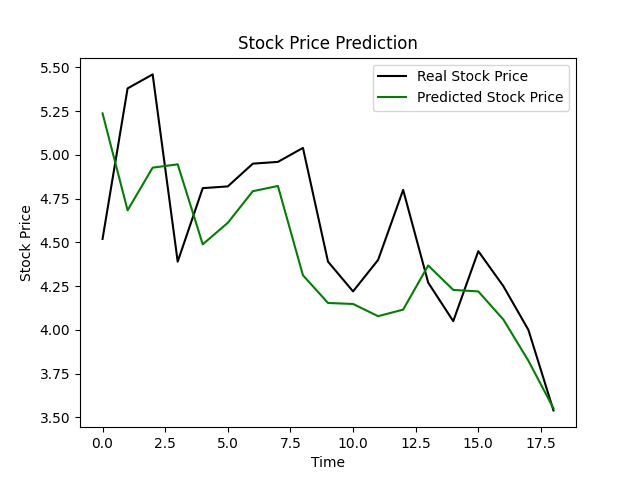 Stock Price Prediction
Real Stock Price
Predicted Stock Price
5.50
5.25
5.00
4.75
4.50
4.25
4.00
3.75
3.50
Stock Price
0.0 2.5 5.0 7.5 10.0 12.5 15.0 17.5
Time